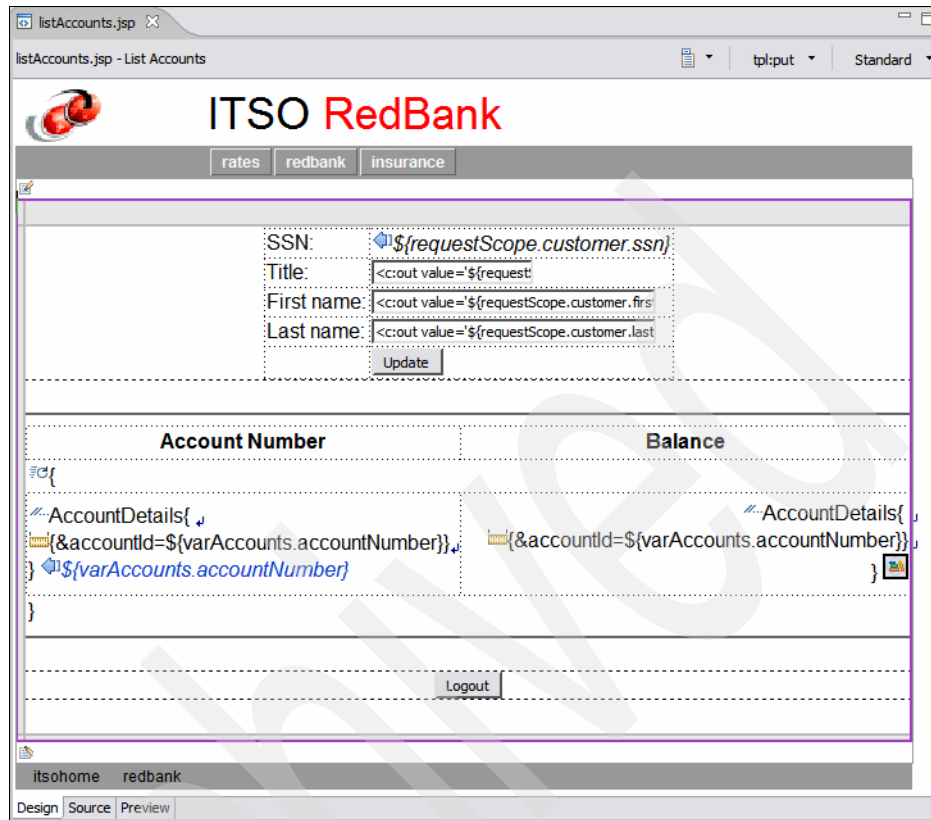 listAccounts.jsp
listAccounts.jsp - List Accounts tpl:put Standard
ITSO RedBank
rates redbank insurance
SSN: ${requestScope.customer.ssn}
Title: <c:out value='${request
First name: <c:out value='${requestScope.customer.firs
Last name: <c:out value='${requestScope.customer.last
Update
Account Number Balance
{
AccountDetails{ AccountDetails{
{&accountId=${varAccounts.accountNumber}} {&accountId=${varAccounts.accountNumber}}
} ${varAccounts.accountNumber} }
}
Logout
itsohome redbank
Design Source Preview